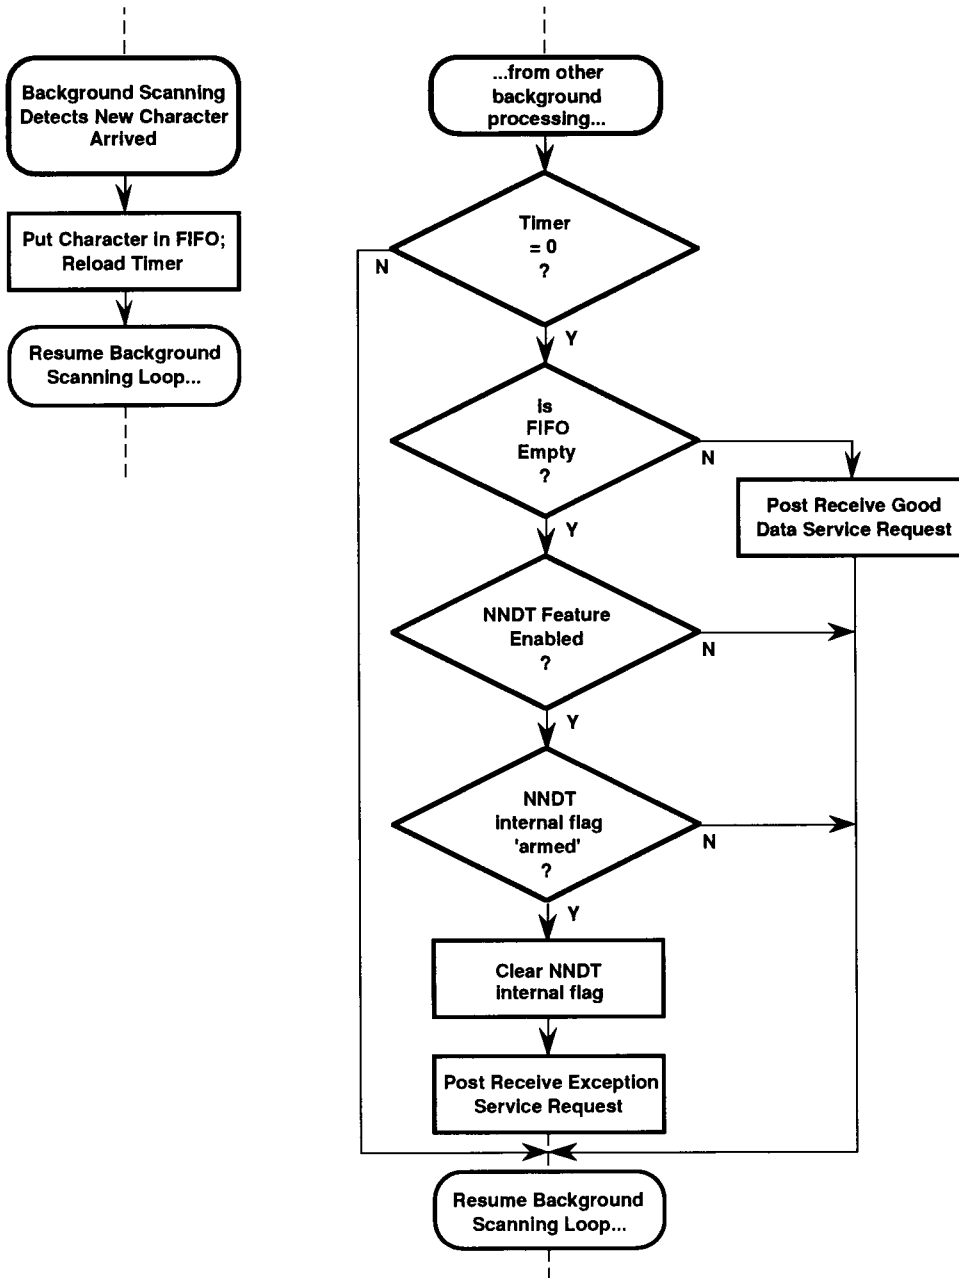 Background Scanning
Detects New Character
Arrived
Put Character in FIFO;
Reload Timer
Resume Background
Scanning Loop...
...from other
background
processing...
Timer
= 0
?
N
Y
is
FIFO
Empty
?
N
Y
Post Receive Good
Data Service Request
NNDT Feature
Enabled
?
N
Y
NNDT
internal flag
'armed'
?
N
Y
Clear NNDT
internal flag
Post Receive Exception
Service Request
Resume Background
Scanning Loop...